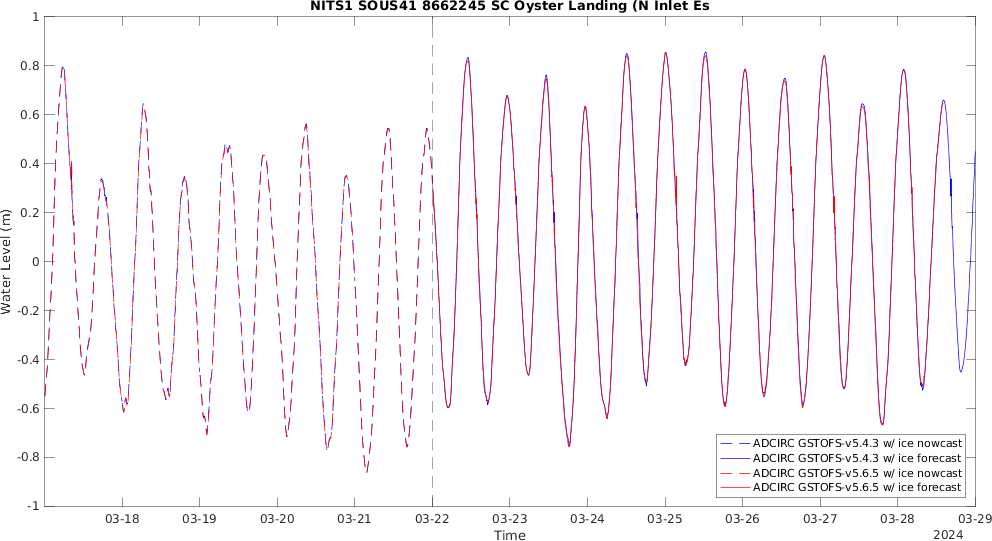 NITS1 SOUS41 8662245 SC Oyster Landing (N Inlet Es
1
0.8
0.6
0.4
0.2
0
-0.2
-0.4
-0.6
-0.8
-1
Water Level (m)
ADCIRC GSTOFS-v5.4.3 w/ ice nowcast
ADCIRC GSTOFS-v5.4.3 w/ ice forecast
ADCIRC GSTOFS-v5.6.5 w/ ice nowcast
ADCIRC GSTOFS-v5.6.5 w/ ice forecast
03-18 03-19 03-20 03-21 03-22 03-23 03-24 03-25 03-26 03-27 03-28 03-29
Time 2024